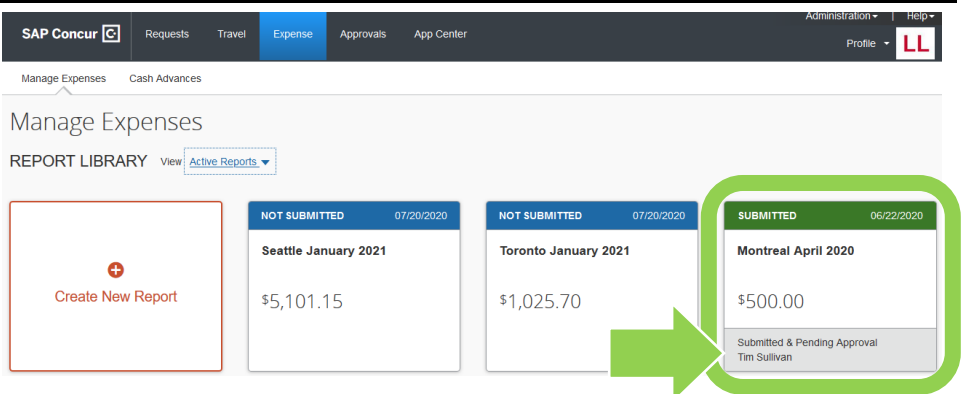 Administration | Help
SAP Concur C Requests Travel Expense Approvals App Center
Profile LL
Manage Expenses Cash Advances
Manage Expenses
REPORT LIBRARY View Active Reports
Create New Report
NOT SUBMITTED 07/20/2020
Seattle January 2021
$5,101.15
NOT SUBMITTED 07/20/2020
Toronto January 2021
$1,025.70
SUBMITTED 06/22/2020
Montreal April 2020
$500.00
Submitted & Pending Approval
Tim Sullivan